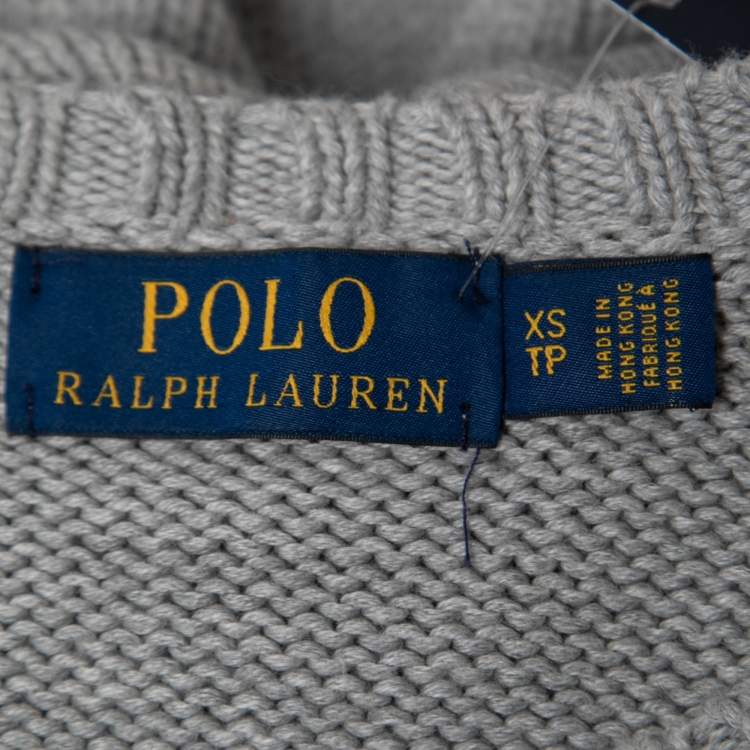 POLO
RALPH LAUREN
XS
TP
MADE IN
HONG KONG
FABRIQUÉ À
HONG KONG